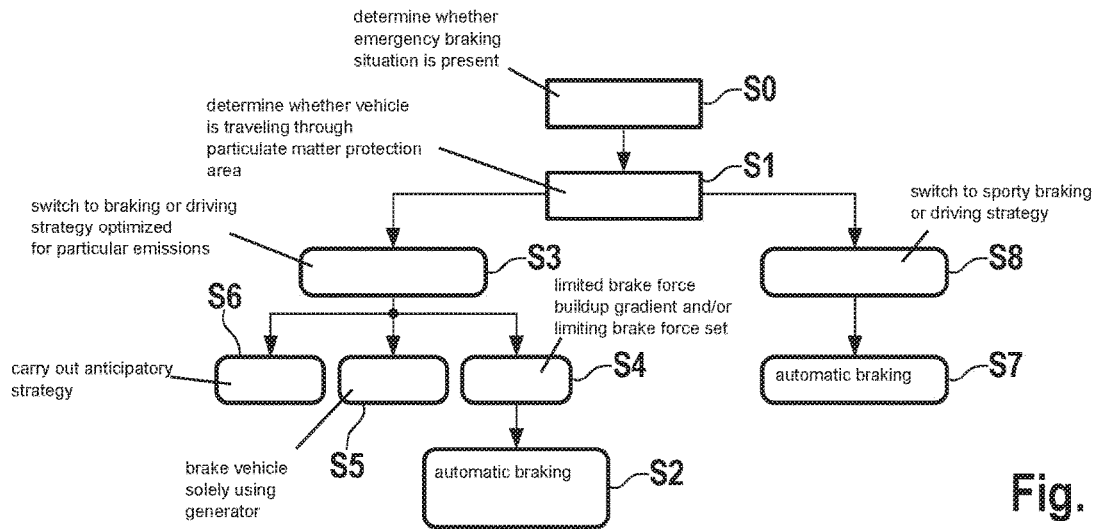 determine whether
emergency braking
situation is present
S0
determine whether vehicle
is traveling through
particulate matter protection
area
S1
switch to braking or driving
strategy optimized
for particular emissions
S3
switch to sporty braking
or driving strategy
S8
S6
limited brake force
buildup gradient and/or
limiting brake force set
S4
carry out anticipatory
strategy
S5
automatic braking
S7
brake vehicle
solely using
generator
automatic braking
S2
Fig.